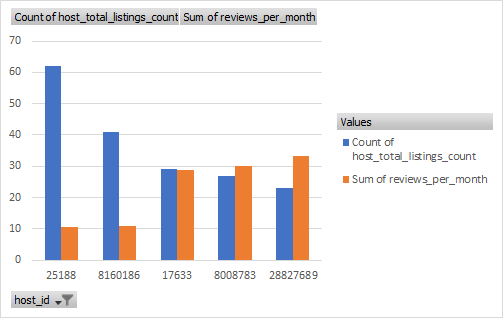 Count of host_total_listings_count Sum of reviews_per_month
70
60
50
40
30
20
10
0
25188 8160186 17633 8008783 28827689
Values
Count of
host_total_listings_count
Sum of reviews_per_month
host_id